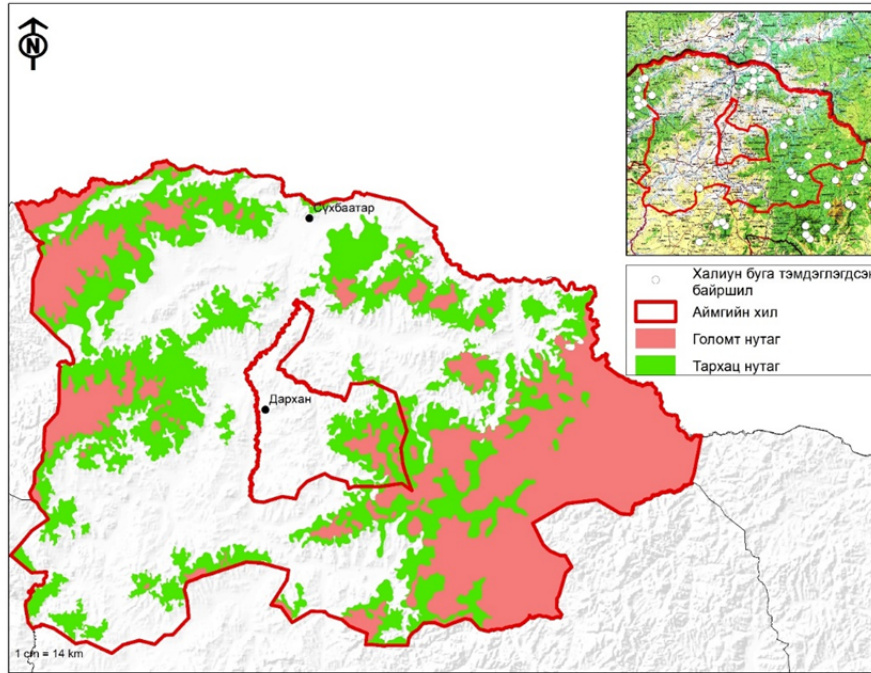 N
Сүхбаатар
Дархан
1 cm = 14 km
Халиун буга тэмдэглэгдсэн
байршил
Аймгийн хил
Голомт нутаг
Тархац нутаг